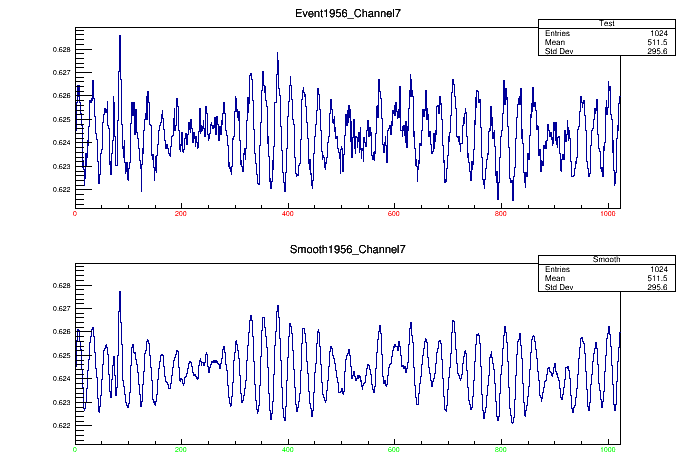 Event1956_Channel7
Test
Entries 1024
Mean 511.5
Std Dev 295.6
0.628
0.627
0.626
0.625
0.624
0.623
0.622
0 200 400 600 800 1000
Smooth1956_Channel7
Smooth
Entries 1024
Mean 511.5
Std Dev 295.6
0.628
0.627
0.626
0.625
0.624
0.623
0.622
0 200 400 600 800 1000